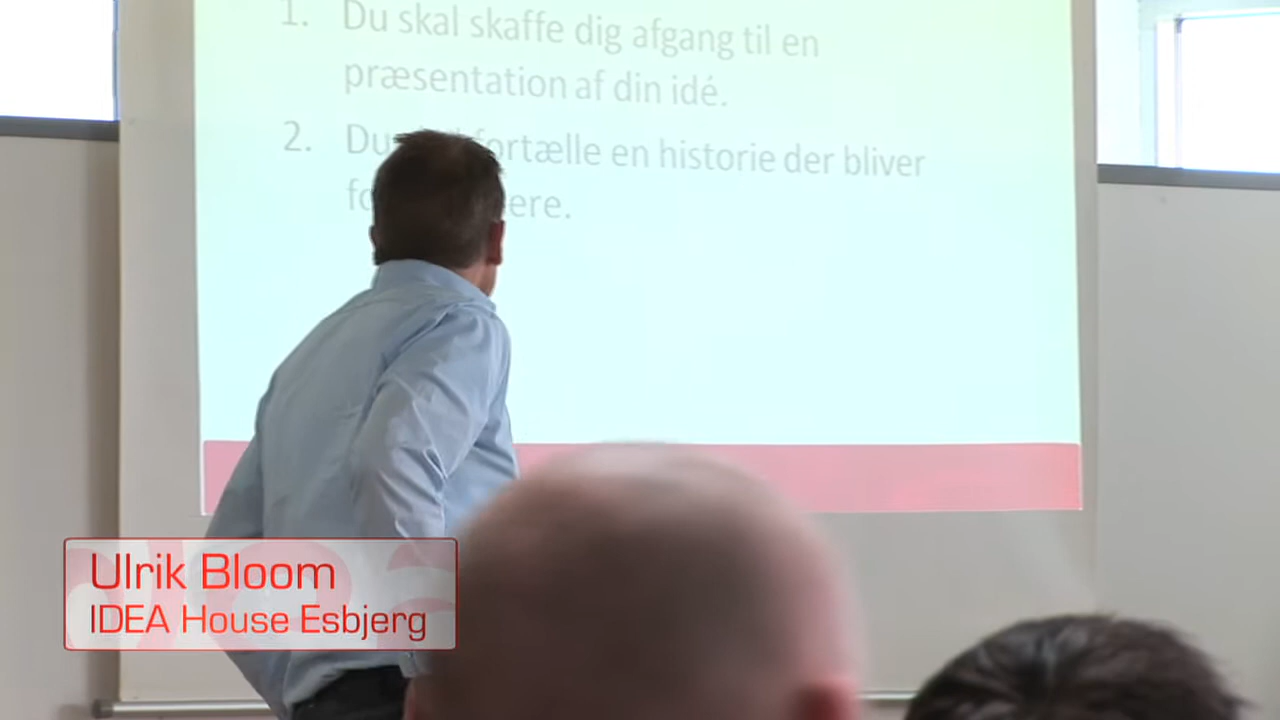 1. Du skal skaffe dig afgang til en
præsentation af din idé.
2. Du fortælle en historie der bliver
Ulrik Bloom
IDEA House Esbjerg